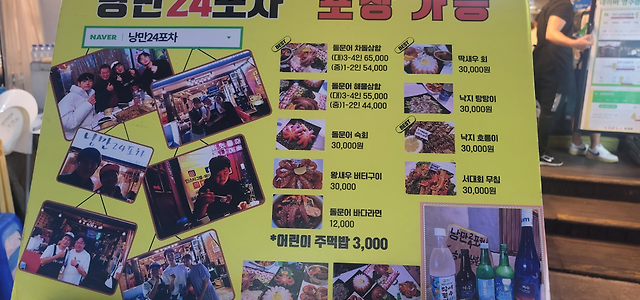 낭만24포차 포장 가능
NAVER 낭만24포차
돌문어 차돌삼합
(대)3-4인 65,000
(중)1-2인 54,000
돌문어 해물삼합
(대)3-4인 55,000
(중)1-2인 44,000
돌문어 숙회
30,000원
왕새우 버터구이
30,000
돌문어 바다라면
12,000
*어린이 주먹밥 3,000
BEST
딱새우 회
30,000원
낙지 탕탕이
30,000원
BEST
낙지 호롱이
30,000원
서대회 무침
30,000원
낭만24포차